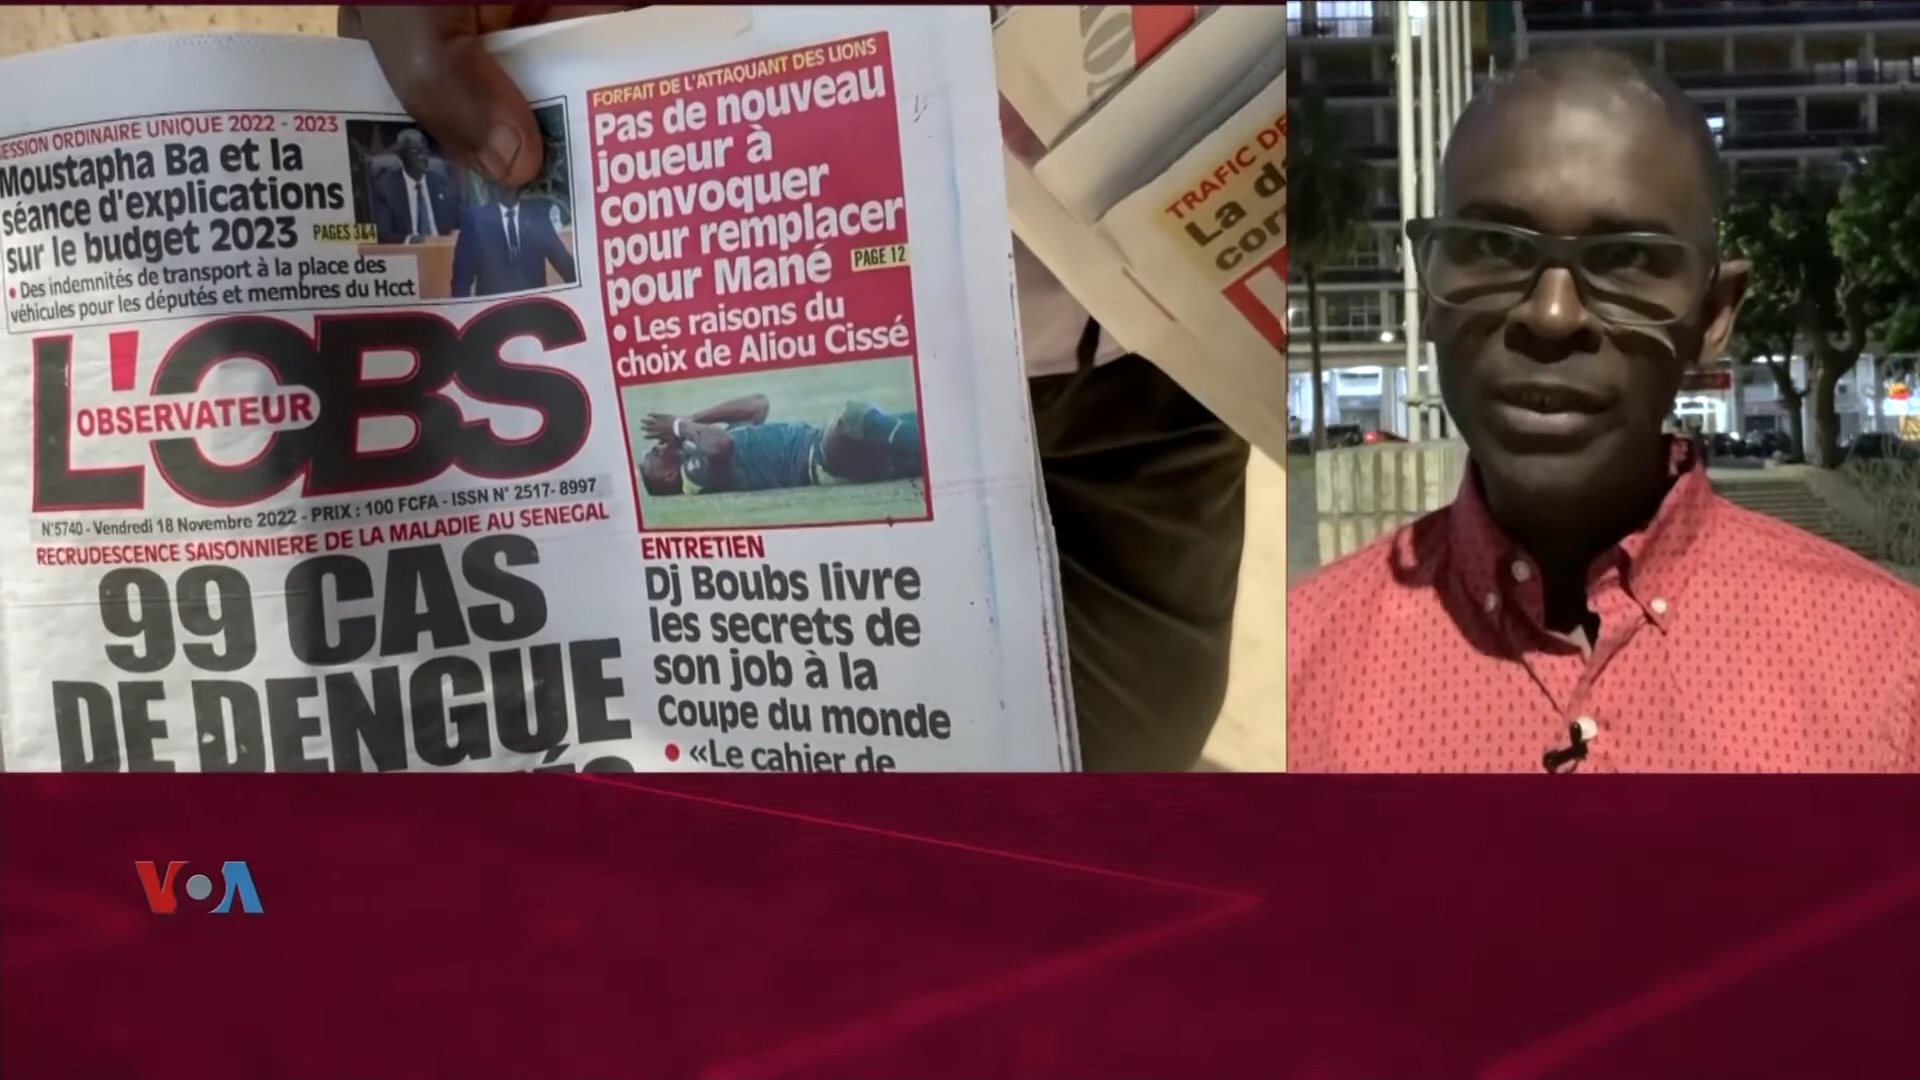 SESSION ORDINAIRE UNIQUE 2022 - 2023
Moustapha Ba et la
séance d'explications
sur le budget 2023
PAGES 3&4
• Des indemnités de transport à la place des
véhicules pour les députés et membres du Hcct
L'OBS
OBSERVATEUR
N°5740 - Vendredi 18 Novembre 2022 - PRIX : 100 FCFA - ISSN N° 2517- 8997
RECRUDESCENCE SAISONNIERE DE LA MALADIE AU SENEGAL
99 CAS
DE DENGUE
FORFAIT DE L'ATTAQUANT DES LIONS
Pas de nouveau
joueur à
convoquer
pour remplacer
pour Mané
PAGE 12
• Les raisons du
choix de Aliou Cissé
ENTRETIEN
Dj Boubs livre
les secrets de
son job à la
Coupe du monde
• «Le cahier de
TRAFIC DE
La
VOA